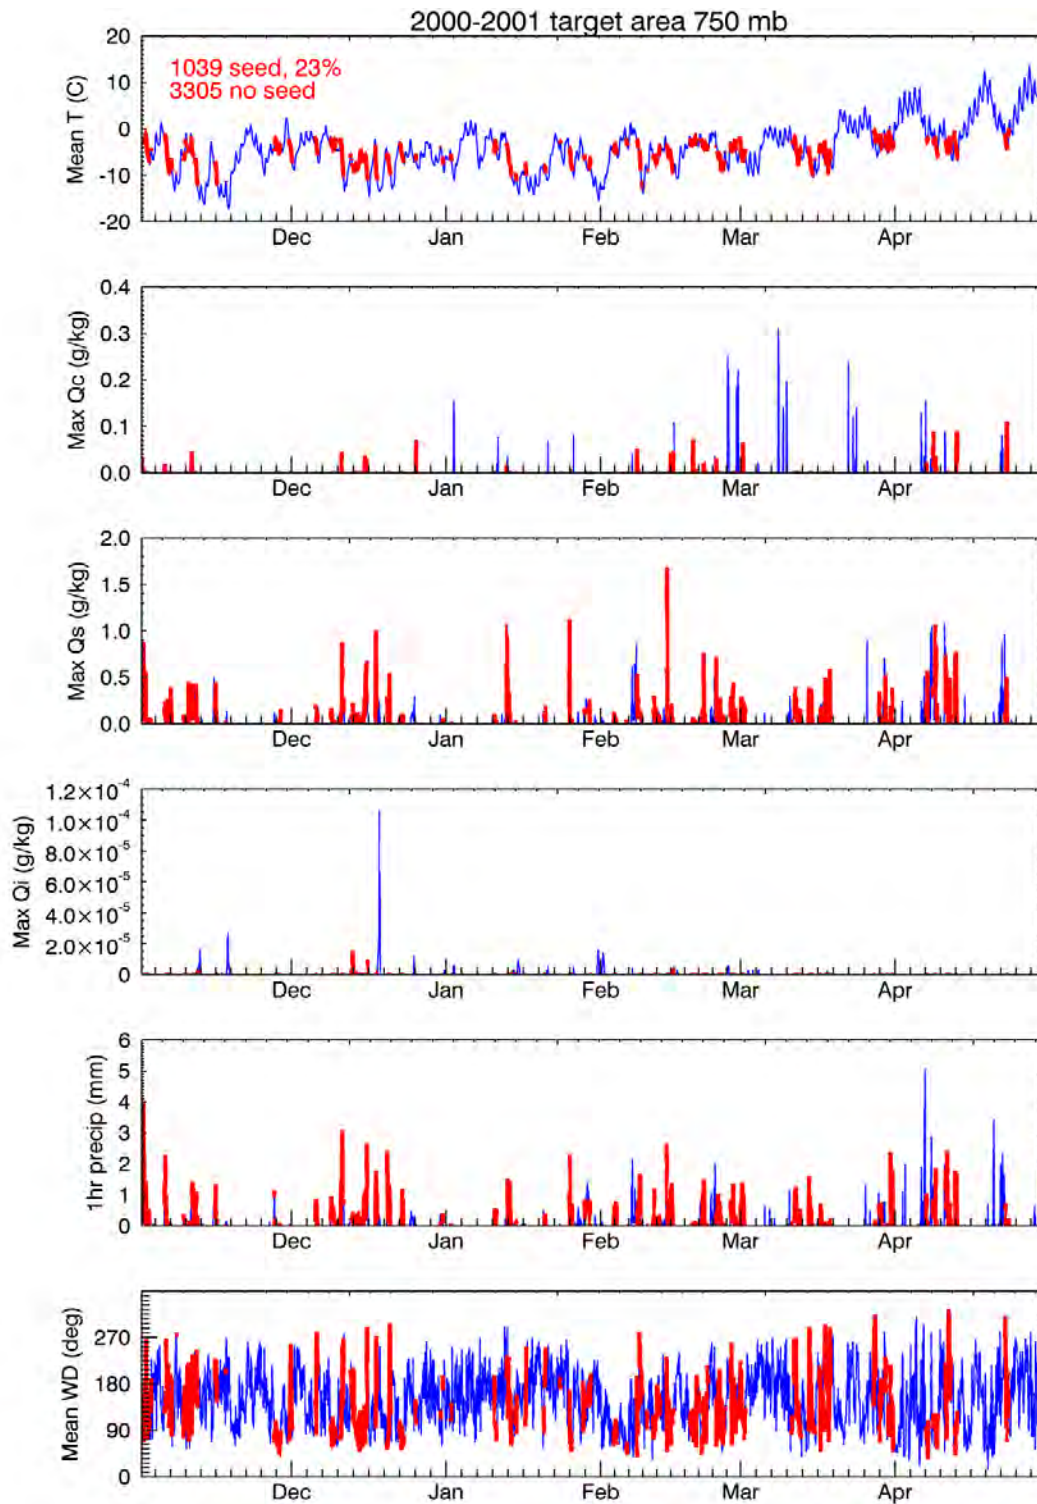 2000-2001 target area 750 mb
1039 seed, 23%
3305 no seed
Mean T (C)
20
10
0
-10
-20
Dec Jan Feb Mar Apr
Max Qc (g/kg)
0.4
0.3
0.2
0.1
0.0
Dec Jan Feb Mar Apr
Max Qs (g/kg)
2.0
1.5
1.0
0.5
0.0
Dec Jan Feb Mar Apr
Max Qi (g/kg)
1.2×10⁻⁴
1.0×10⁻⁴
8.0×10⁻⁵
6.0×10⁻⁵
4.0×10⁻⁵
2.0×10⁻⁵
0
Dec Jan Feb Mar Apr
1hr precip (mm)
6
5
4
3
2
1
0
Dec Jan Feb Mar Apr
Mean WD (deg)
270
180
90
0
Dec Jan Feb Mar Apr